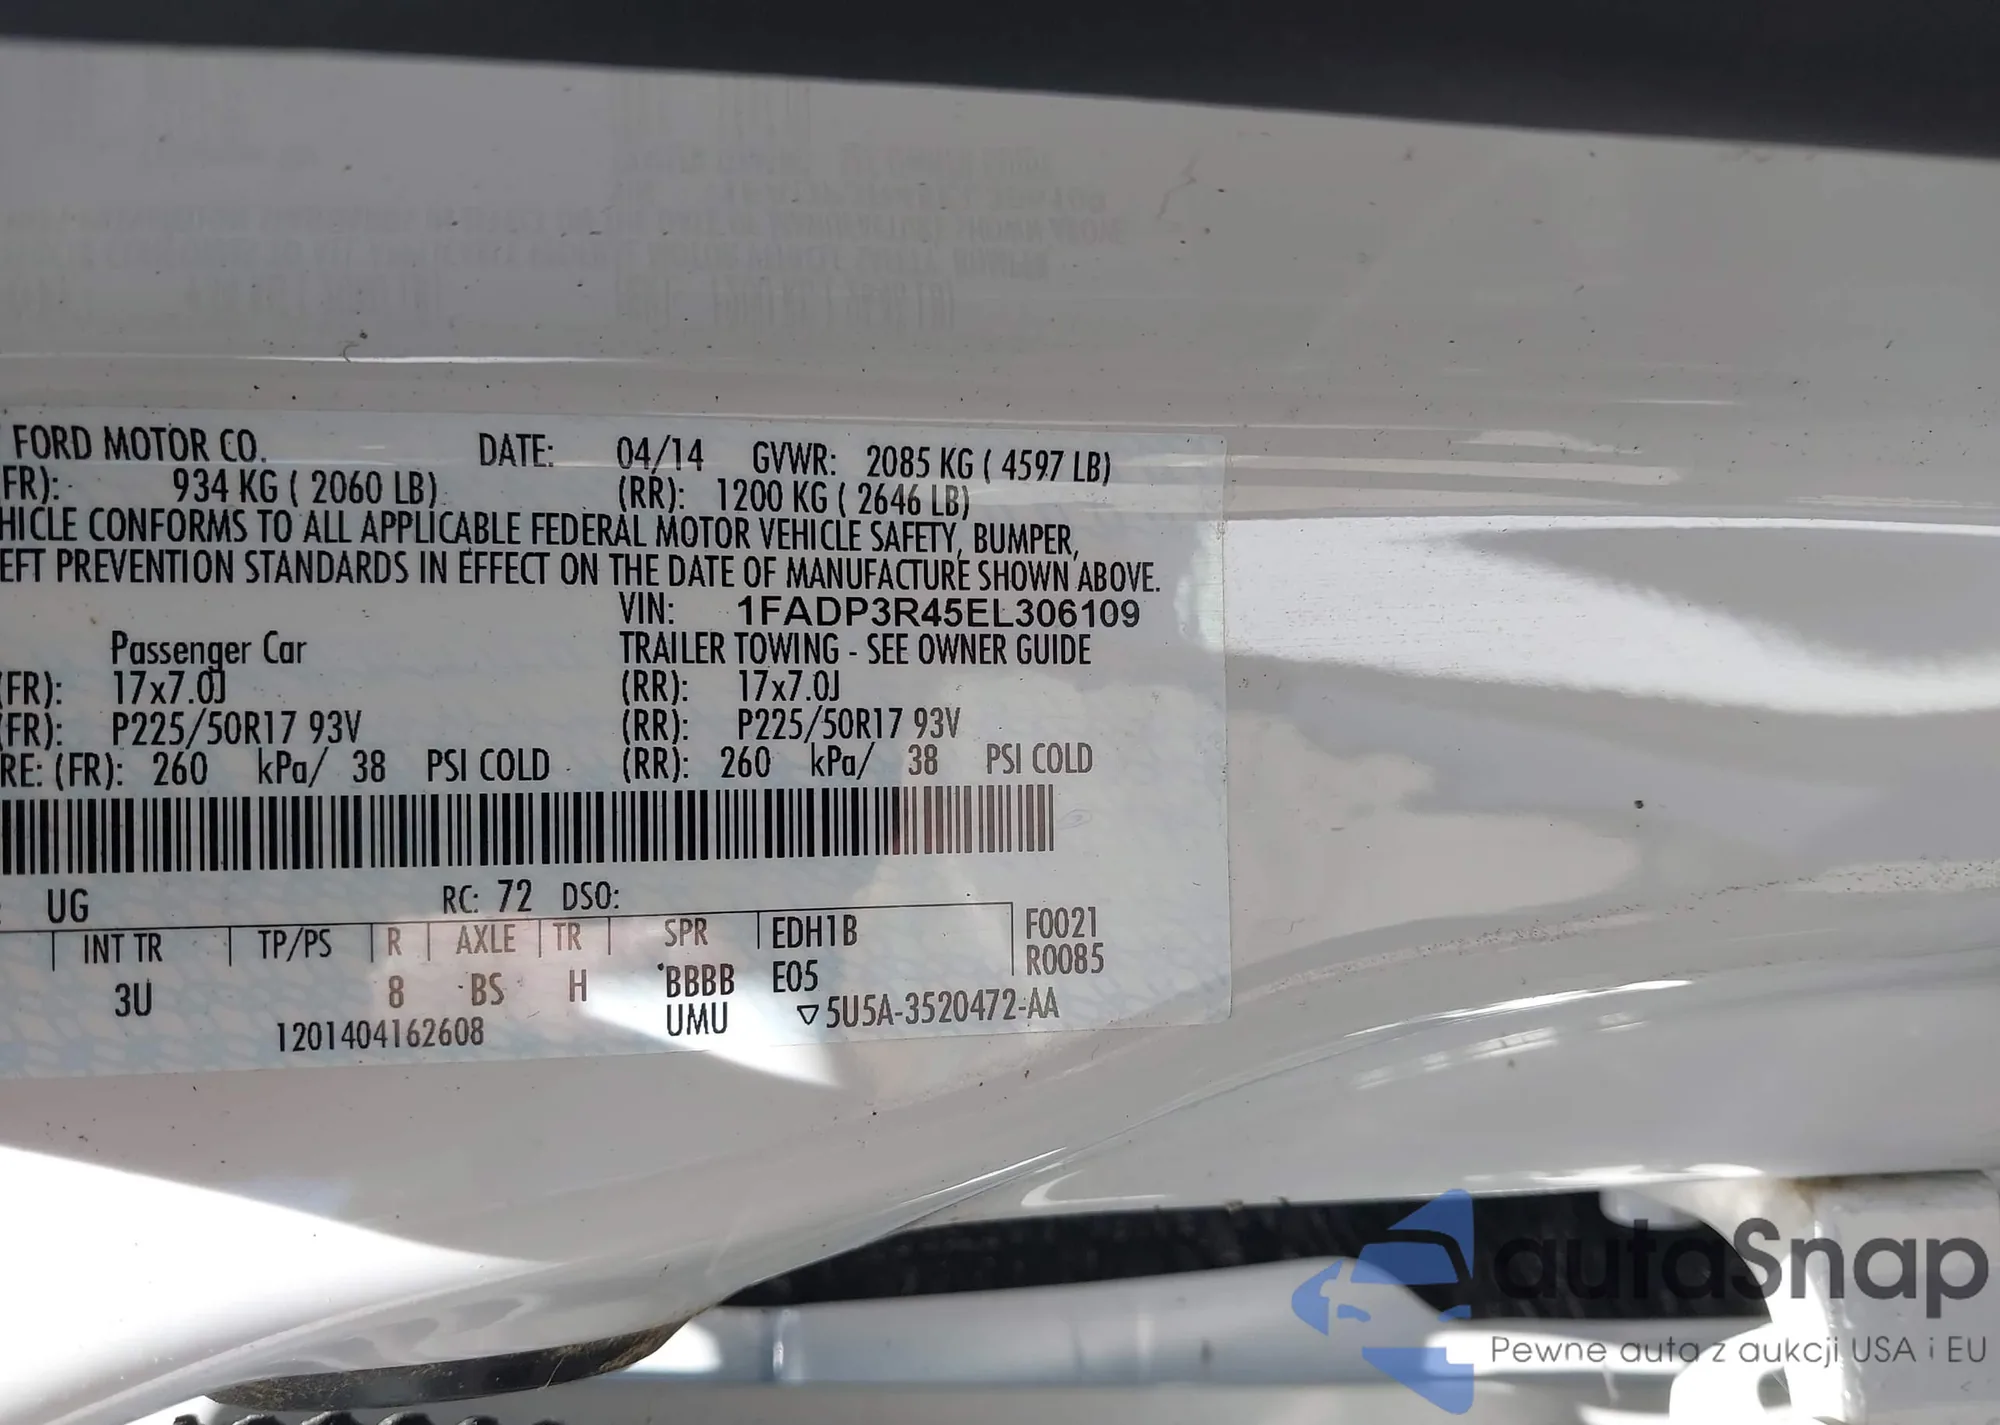 FORD MOTOR CO. DATE: 04/14 GVWR: 2085 KG ( 4597 LB)
FR): 934 KG ( 2060 LB) (RR): 1200 KG ( 2646 LB)
HICLE CONFORMS TO ALL APPLICABLE FEDERAL MOTOR VEHICLE SAFETY, BUMPER,
EFT PREVENTION STANDARDS IN EFFECT ON THE DATE OF MANUFACTURE SHOWN ABOVE.
VIN: 1FADP3R45EL306109
Passenger Car TRAILER TOWING - SEE OWNER GUIDE
(FR): 17x7.0J (RR): 17x7.0J
(FR): P225/50R17 93V (RR): P225/50R17 93V
RE: (FR): 260 kPa/ 38 PSI COLD (RR): 260 kPa/ 38 PSI COLD
: UG RC: 72 DSO:
INT TR TP/PS R AXLE TR SPR EDH1B F0021
R0085
3U 8 BS H BBBB E05
1201404162608 UMU ▽5U5A-3520472-AA
autaSnap
Pewne auta z aukcji USA i EU